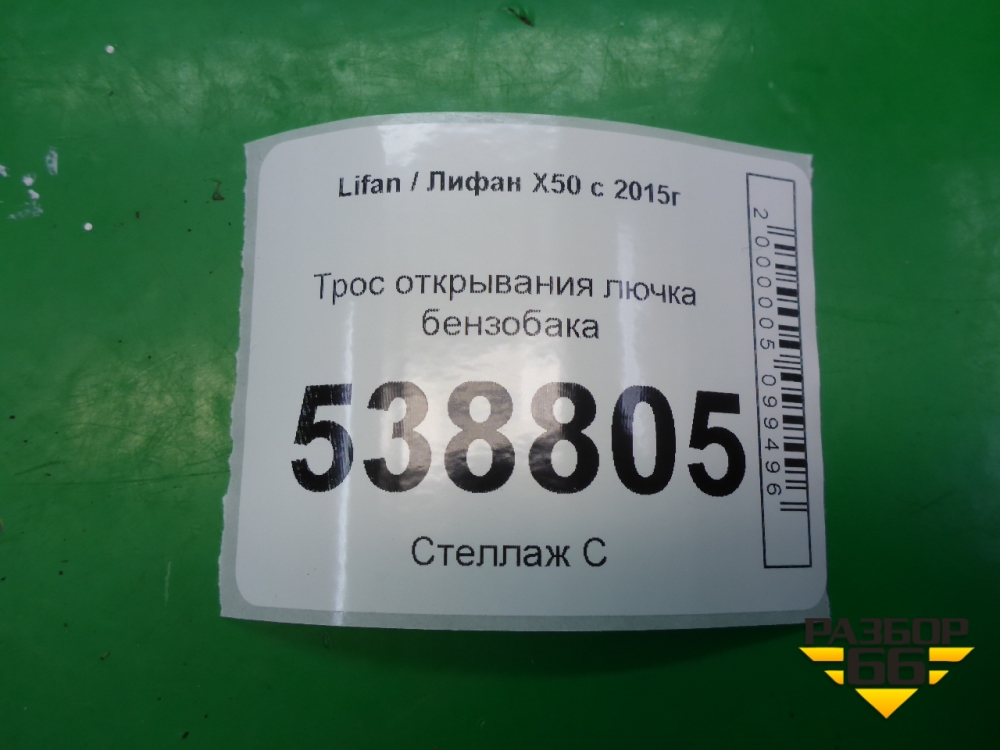 Lifan / Лифан X50 с 2015г
Трос открывания лючка
бензобака
538805
Стеллаж С
2000005099496
РАЗБОР
66